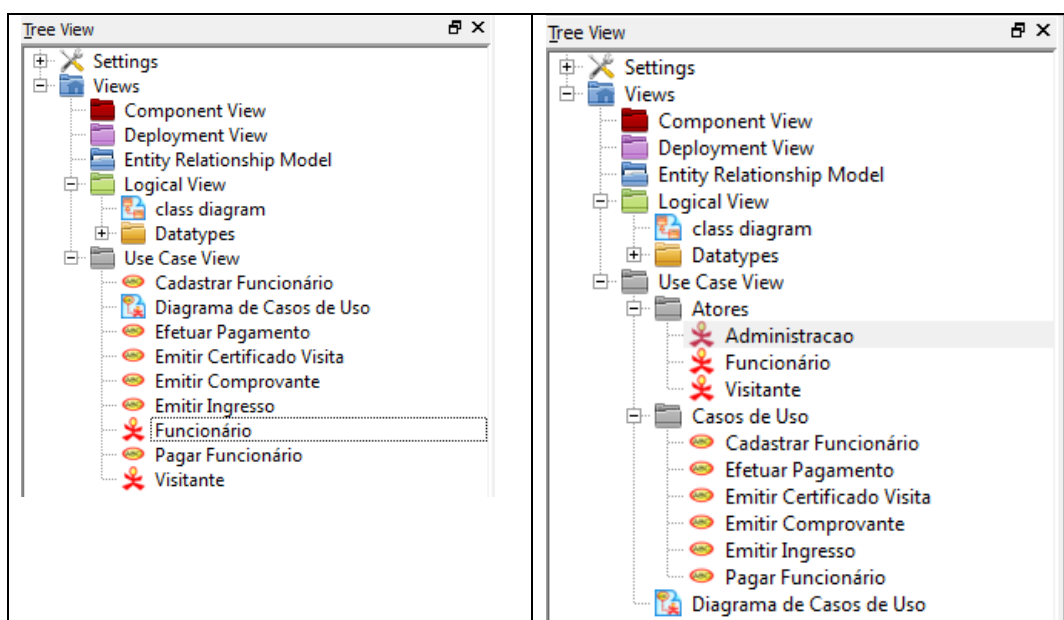 Tree View
Settings
Views
Component View
Deployment View
Entity Relationship Model
Logical View
class diagram
Datatypes
Use Case View
Cadastrar Funcionário
Diagrama de Casos de Uso
Efetuar Pagamento
Emitir Certificado Visita
Emitir Comprovante
Emitir Ingresso
Funcionário
Pagar Funcionário
Visitante
Tree View
Settings
Views
Component View
Deployment View
Entity Relationship Model
Logical View
class diagram
Datatypes
Use Case View
Atores
Administracao
Funcionário
Visitante
Casos de Uso
Cadastrar Funcionário
Efetuar Pagamento
Emitir Certificado Visita
Emitir Comprovante
Emitir Ingresso
Pagar Funcionário
Diagrama de Casos de Uso